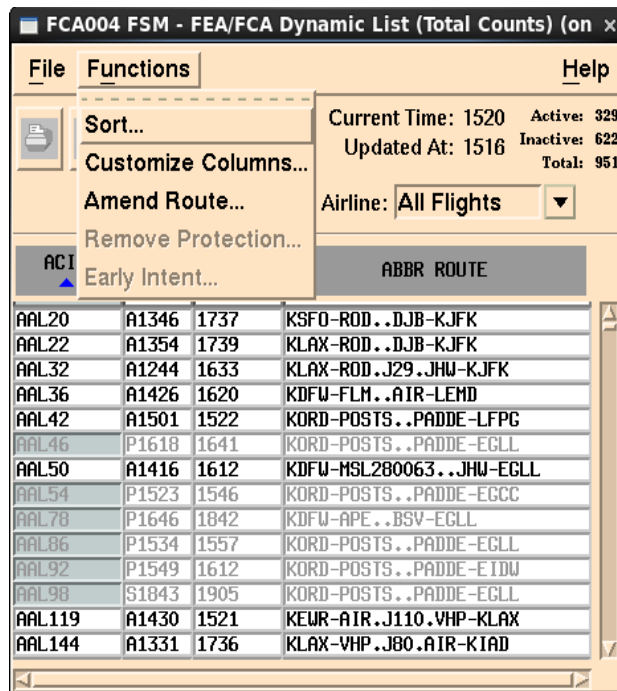 FCA004 FSM - FEA/FCA Dynamic List (Total Counts) (on
File Functions Help
Sort...
Customize Columns...
Amend Route...
Remove Protection...
Early Intent...
Current Time: 1520
Updated At: 1516
Active: 329
Inactive: 622
Total: 951
Airline: All Flights
ACI ABBR ROUTE
AAL20 A1346 1737 KSFO-ROD..DJB-KJFK
AAL22 A1354 1739 KLAX-ROD..DJB-KJFK
AAL32 A1244 1633 KLAX-ROD.J29.JHW-KJFK
AAL36 A1426 1620 KDFW-FLM..AIR-LEMD
AAL42 A1501 1522 KORD-POSTS..PADDE-LFPG
AAL46 P1618 1641 KORD-POSTS..PADDE-EGLL
AAL50 A1416 1612 KDFW-MSL280063..JHW-EGLL
AAL54 P1523 1546 KORD-POSTS..PADDE-EGCC
AAL78 P1646 1842 KDFW-APE..BSV-EGLL
AAL86 P1534 1557 KORD-POSTS..PADDE-EGLL
AAL92 P1549 1612 KORD-POSTS..PADDE-EIDW
AAL98 S1843 1905 KORD-POSTS..PADDE-EGLL
AAL119 A1430 1521 KEWR-AIR.J110.VHP-KLAX
AAL144 A1331 1736 KLAX-VHP.J80.AIR-KIAD